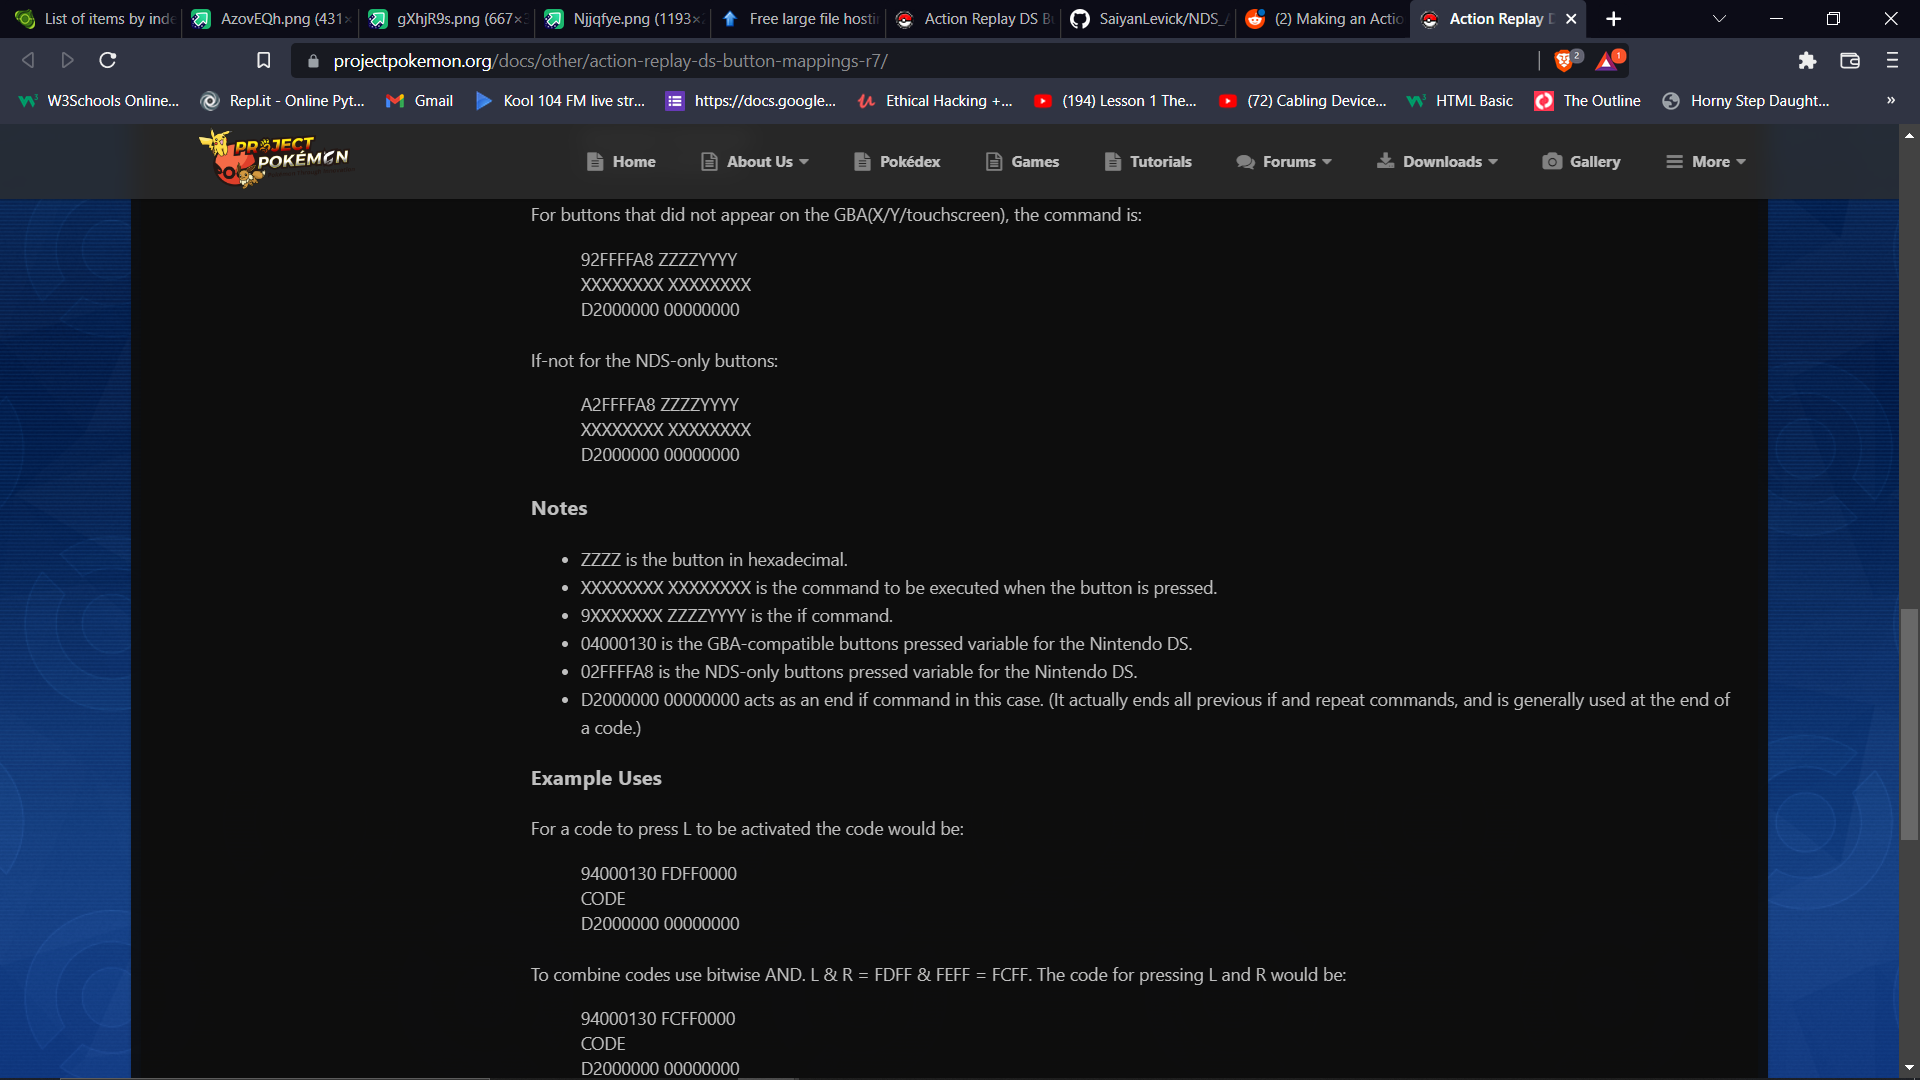 List of items by inde
AzovEQh.png (431×
gXhjR9s.png (667×3
Njjqfye.png (1193×2
Free large file hostin
Action Replay DS Bu
SaiyanLevick/NDS_A
(2) Making an Actio
Action Replay D
projectpokemon.org/docs/other/action-replay-ds-button-mappings-r7/
2
1
W3Schools Online...
Repl.it - Online Pyt...
Gmail
Kool 104 FM live str...
https://docs.google...
Ethical Hacking +...
(194) Lesson 1 The...
(72) Cabling Device...
HTML Basic
The Outline
Horny Step Daught...
»
PROJECT
POKÉMON
Home
About Us
Pokédex
Games
Tutorials
Forums
Downloads
Gallery
More
For buttons that did not appear on the GBA(X/Y/touchscreen), the command is:
92FFFFA8 ZZZZYYYY
XXXXXXXX XXXXXXXX
D2000000 00000000
If-not for the NDS-only buttons:
A2FFFFA8 ZZZZYYYY
XXXXXXXX XXXXXXXX
D2000000 00000000
Notes
• ZZZZ is the button in hexadecimal.
• XXXXXXXX XXXXXXXX is the command to be executed when the button is pressed.
• 9XXXXXXX ZZZZYYYY is the if command.
• 04000130 is the GBA-compatible buttons pressed variable for the Nintendo DS.
• 02FFFFA8 is the NDS-only buttons pressed variable for the Nintendo DS.
• D2000000 00000000 acts as an end if command in this case. (It actually ends all previous if and repeat commands, and is generally used at the end of
a code.)
Example Uses
For a code to press L to be activated the code would be:
94000130 FDFF0000
CODE
D2000000 00000000
To combine codes use bitwise AND. L & R = FDFF & FEFF = FCFF. The code for pressing L and R would be:
94000130 FCFF0000
CODE
D2000000 00000000